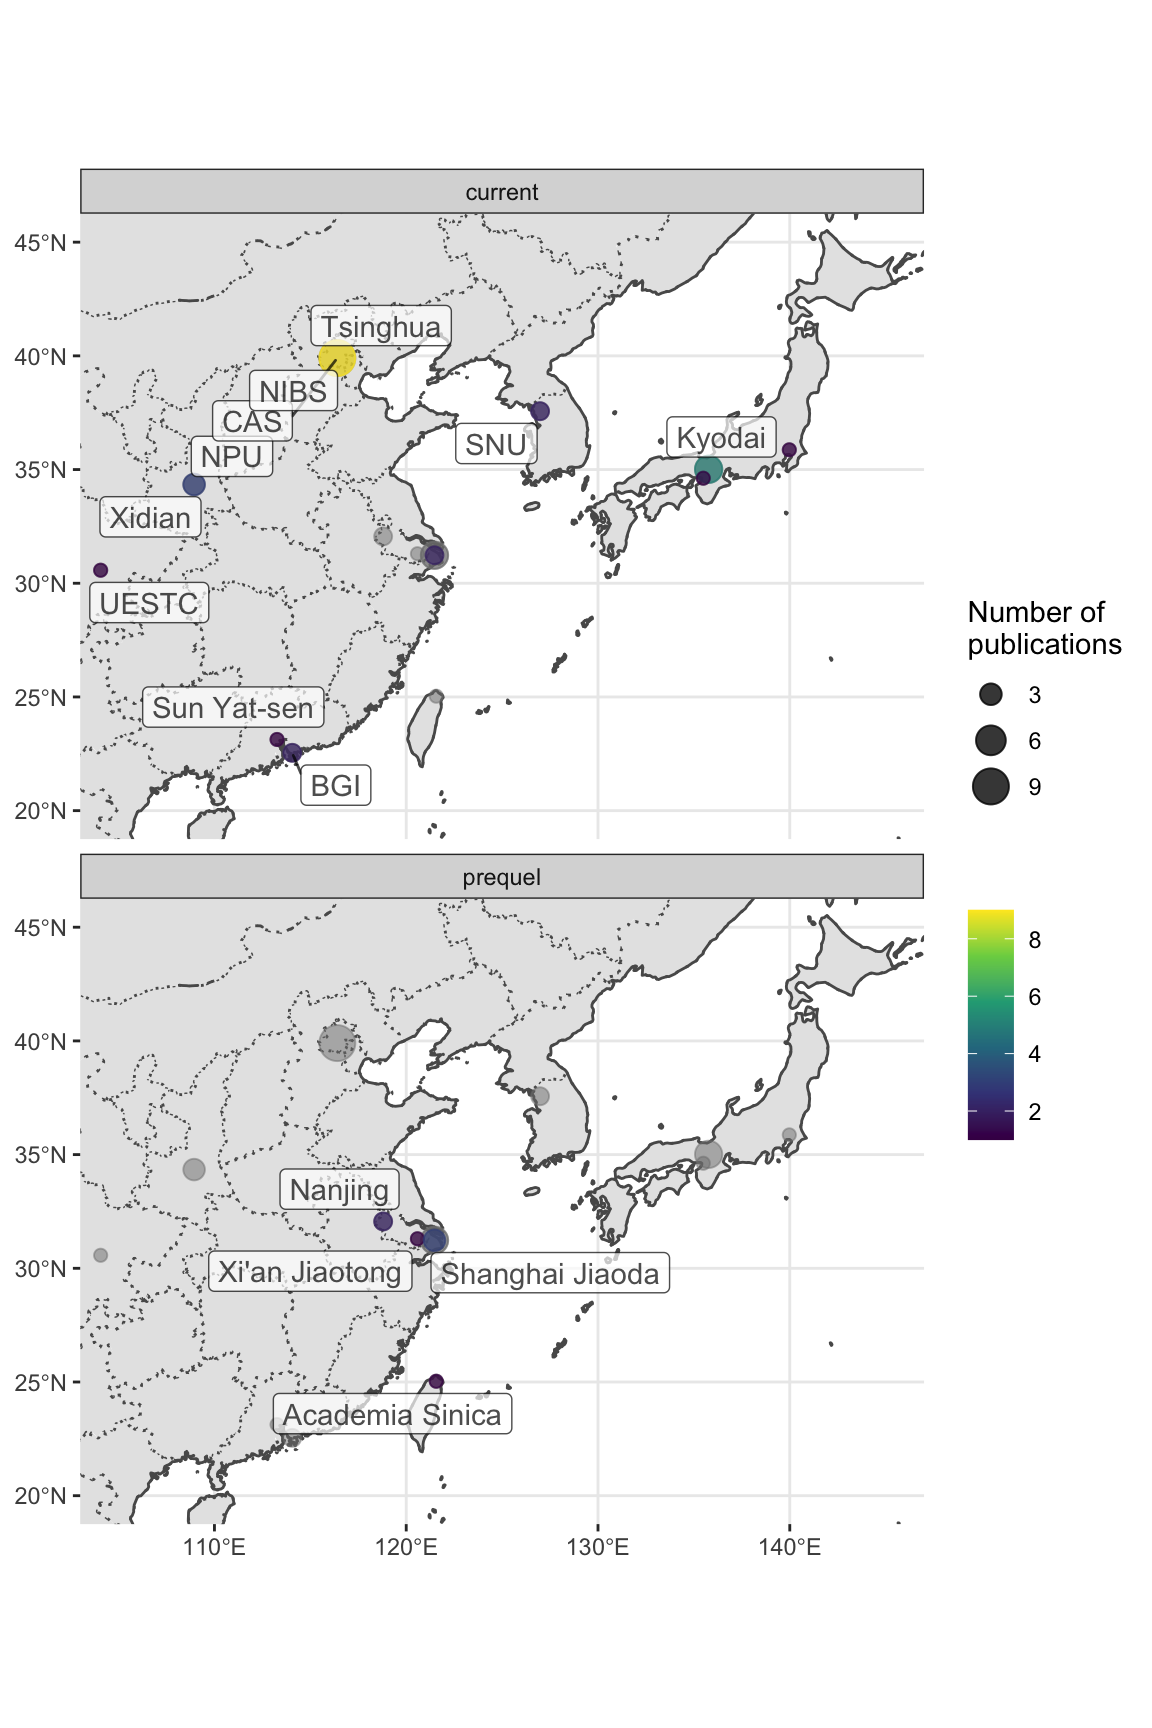 current
45°N
40°N
35°N
30°N
25°N
20°N
Tsinghua
NIBS
CAS
NPU
Xidian
UESTC
Sun Yat-sen
BGI
SNU
Kyodai
prequel
45°N
40°N
35°N
30°N
25°N
20°N
Nanjing
Xi'an Jiaotong
Shanghai Jiaoda
Academia Sinica
110°E
120°E
130°E
140°E
Number of
publications
3
6
9
8
6
4
2